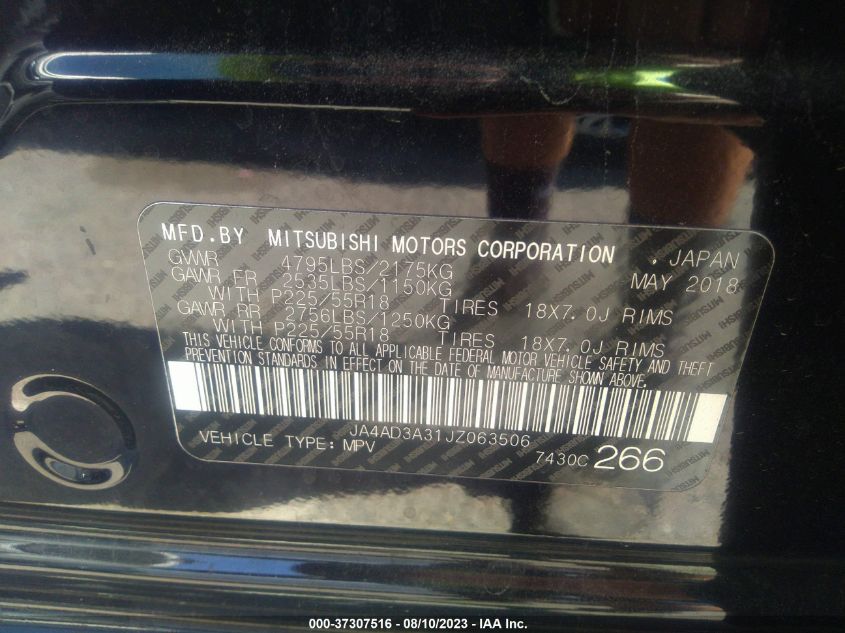 MFD.BY MITSUBISHI MOTORS CORPORATION , JAPAN
GVWR 4795LBS/2175KG MAY 2018
GAWR FR 2535LBS/1150KG
WITH P225/55R18 TIRES 18X7.0J RIMS
GAWR RR 2756LBS/1250KG
WITH P225/55R18 TIRES 18X7.0J RIMS
THIS VEHICLE CONFORMS TO ALL APPLICABLE FEDERAL MOTOR VEHICLE SAFETY AND THEFT
PREVENTION STANDARDS IN EFFECT ON THE DATE OF MANUFACTURE SHOWN ABOVE.
JA4AD3A31JZ063506
VEHICLE TYPE: MPV 7430C 266
000-37307516 - 08/10/2023 - © IAA Inc.